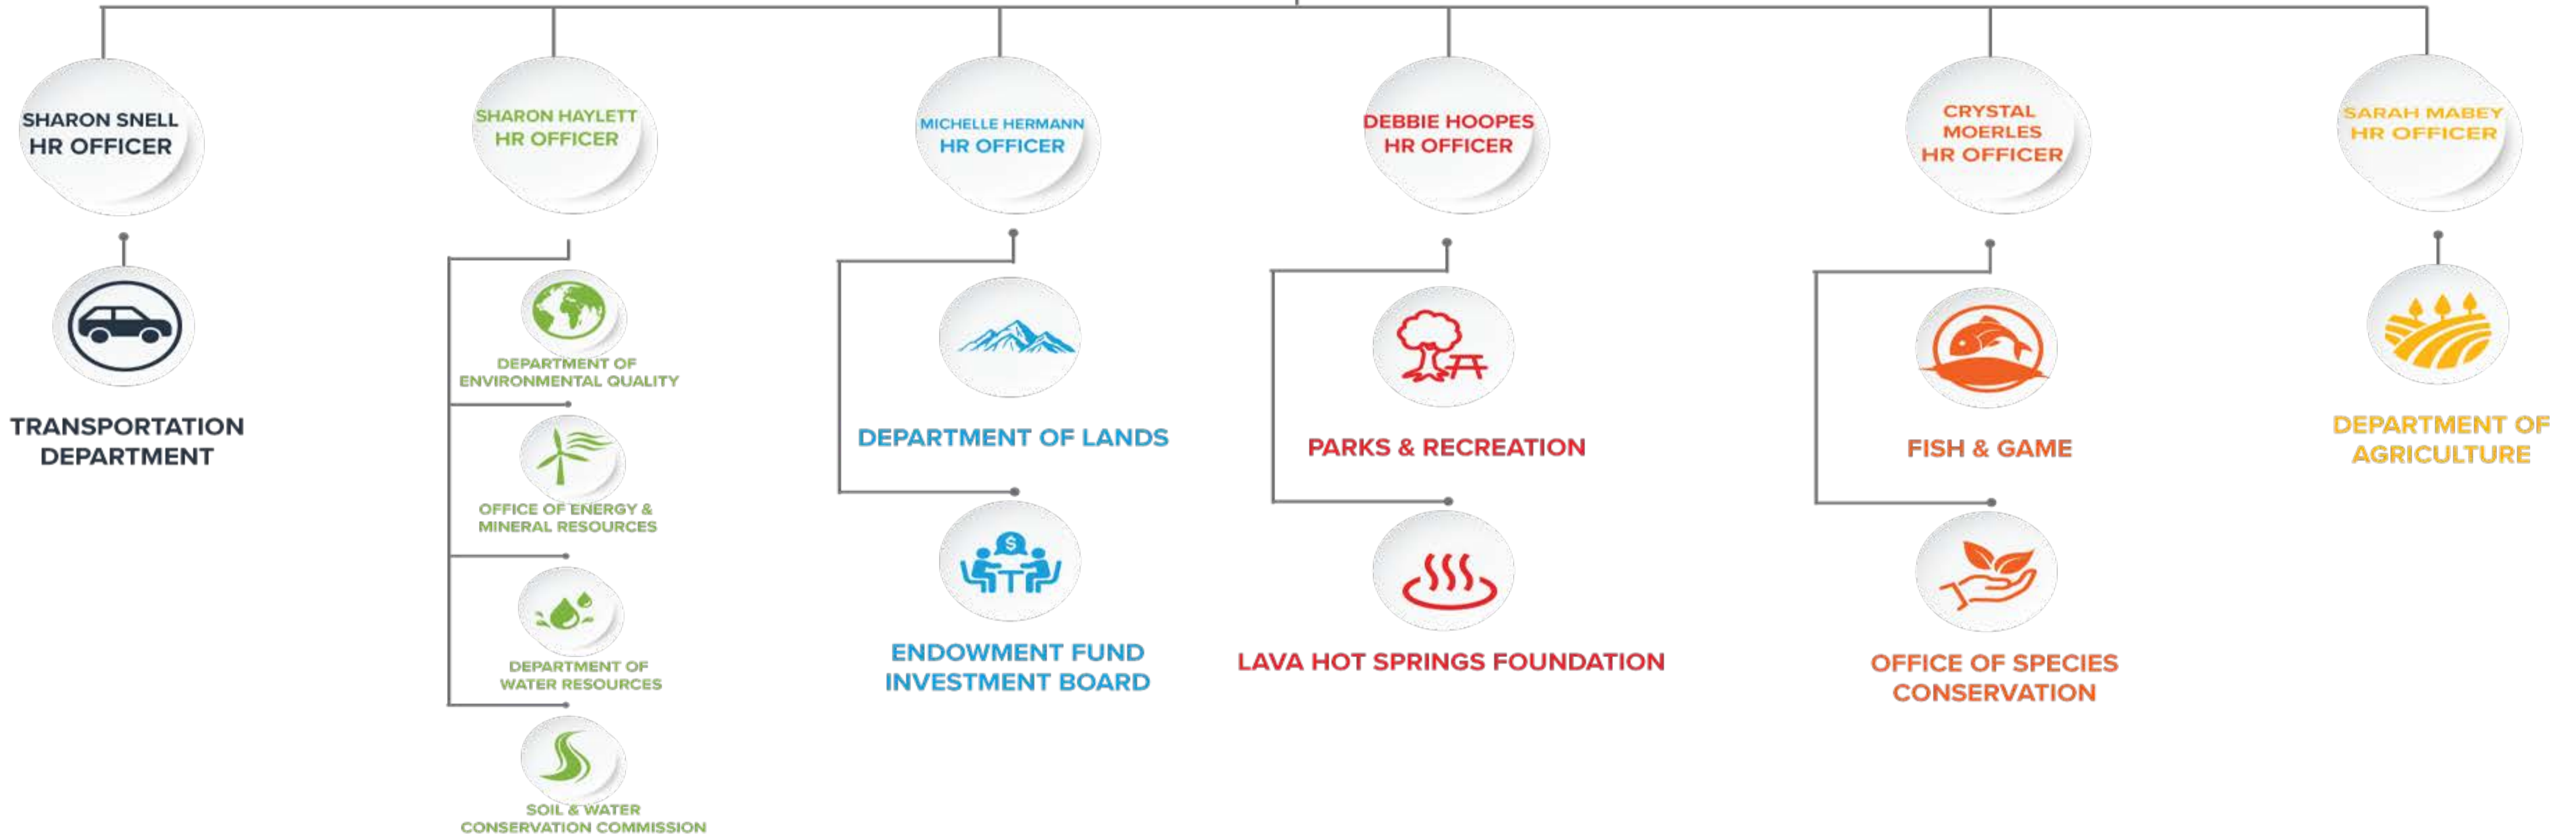 SHARON SNELL
HR OFFICER
TRANSPORTATION
DEPARTMENT
SHARON HAYLETT
HR OFFICER
DEPARTMENT OF
ENVIRONMENTAL QUALITY
OFFICE OF ENERGY &
MINERAL RESOURCES
DEPARTMENT OF
WATER RESOURCES
SOIL & WATER
CONSERVATION COMMISSION
MICHELLE HERMANN
HR OFFICER
DEPARTMENT OF LANDS
$
ENDOWMENT FUND
INVESTMENT BOARD
DEBBIE HOOPES
HR OFFICER
PARKS & RECREATION
LAVA HOT SPRINGS FOUNDATION
CRYSTAL
MOERLES
HR OFFICER
FISH & GAME
OFFICE OF SPECIES
CONSERVATION
SARAH MABEY
HR OFFICER
DEPARTMENT OF
AGRICULTURE